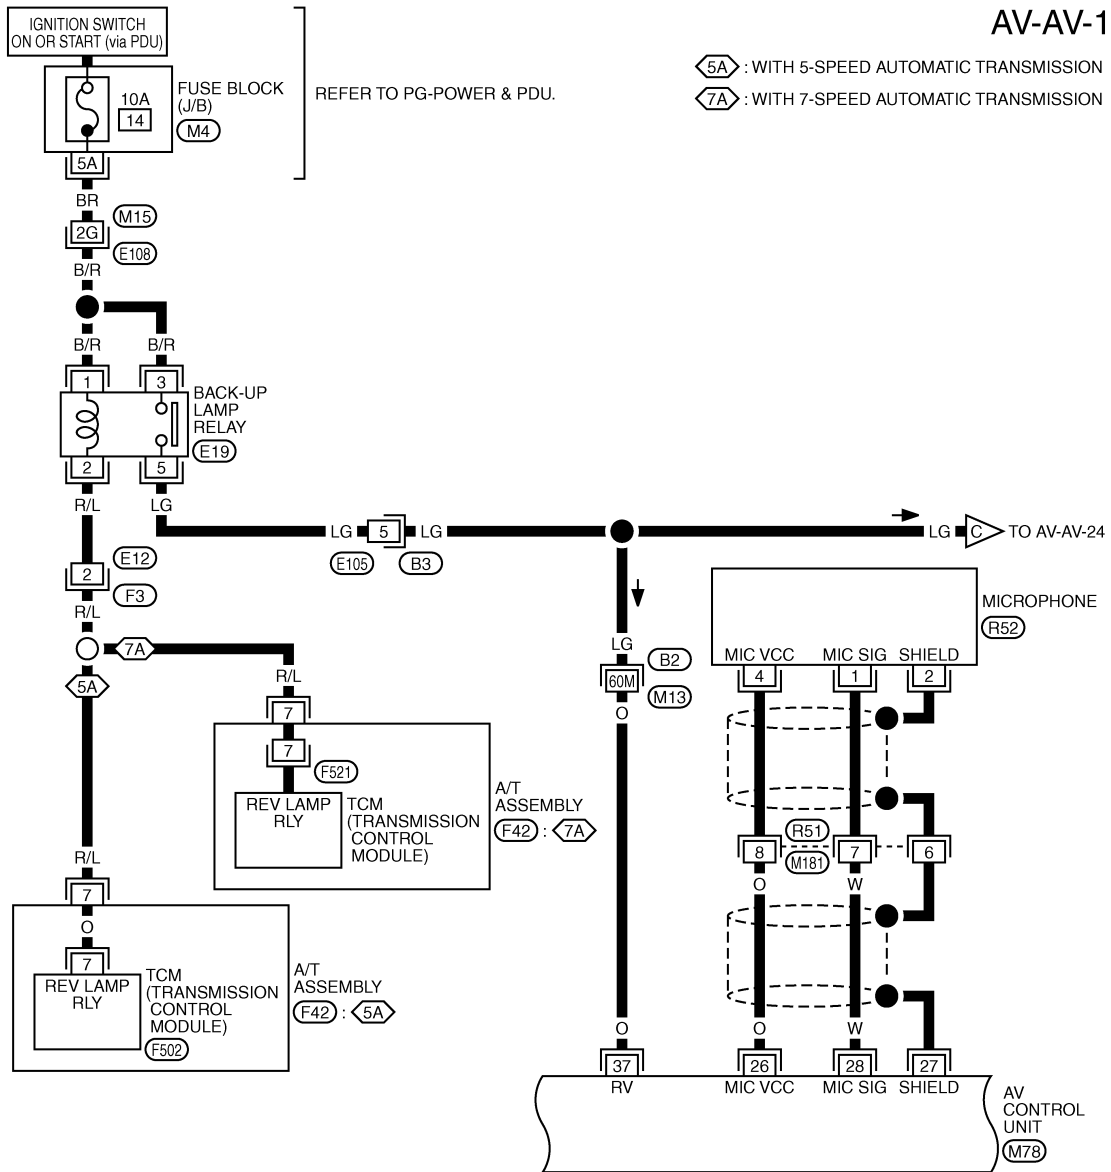 AV-AV-1
IGNITION SWITCH
ON OR START (via PDU)
5A : WITH 5-SPEED AUTOMATIC TRANSMISSION
7A : WITH 7-SPEED AUTOMATIC TRANSMISSION
10A
14
FUSE BLOCK
(J/B)
M4
REFER TO PG-POWER & PDU.
5A
BR
M15
2G
E108
B/R
B/R
B/R
1
3
BACK-UP
LAMP
RELAY
E19
2
5
R/L
LG
LG
5
LG
E105
B3
LG
C
TO AV-AV-24
E12
2
F3
R/L
7A
5A
R/L
7
7
F521
REV LAMP
RLY
TCM
(TRANSMISSION
CONTROL
MODULE)
A/T
ASSEMBLY
F42 : 7A
R/L
7
O
7
REV LAMP
RLY
TCM
(TRANSMISSION
CONTROL
MODULE)
F502
A/T
ASSEMBLY
F42 : 5A
LG
B2
60M
M13
O
O
37
RV
MICROPHONE
R52
MIC VCC
MIC SIG
SHIELD
4
1
2
R51
8
M181
7
6
O
W
O
W
26
28
27
MIC VCC
MIC SIG
SHIELD
AV
CONTROL
UNIT
M78